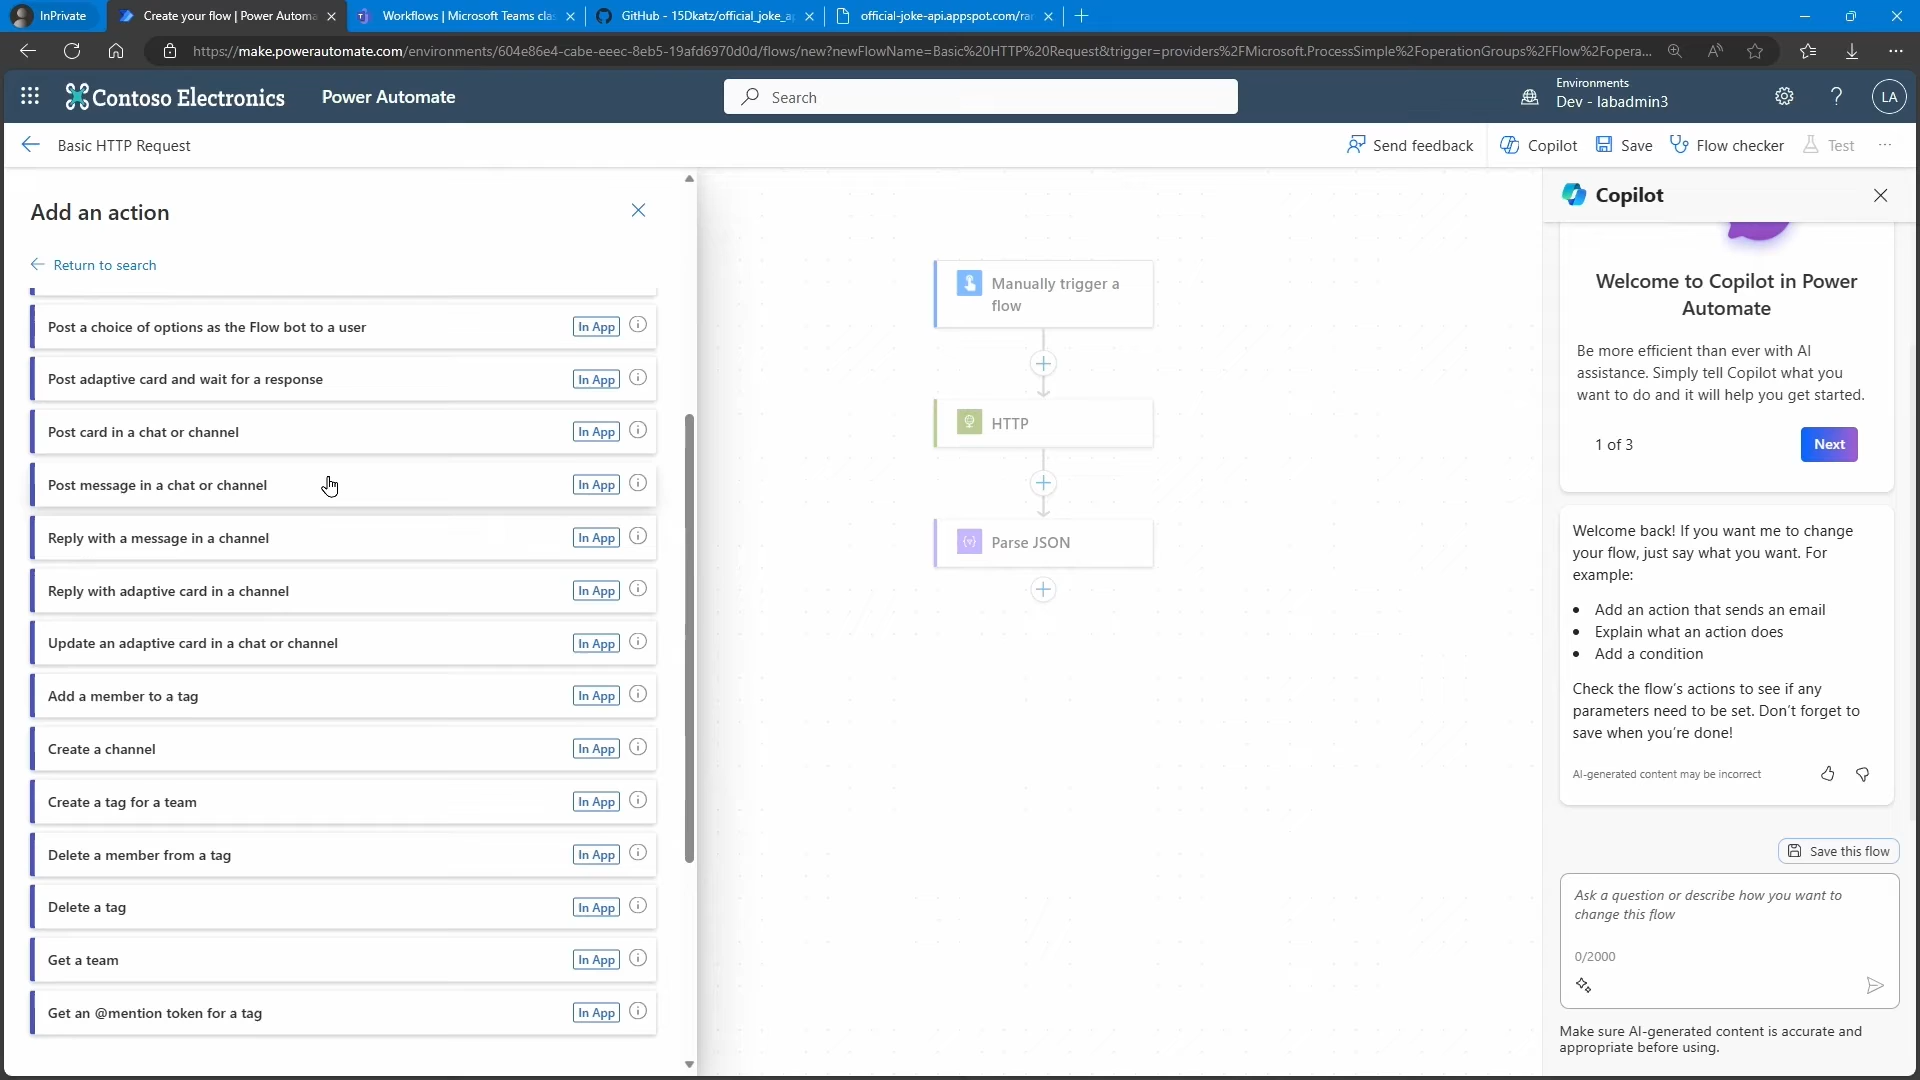 InPrivate
Create your flow | Power Automa
Workflows | Microsoft Teams clas
GitHub - 15Dkatz/official_joke_a
official-joke-api.appspot.com/ra
https://make.powerautomate.com/environments/604e86e4-cabe-eeec-8eb5-19afd6970d0d/flows/new?newFlowName=Basic%20HTTP%20Request&trigger=providers%2FMicrosoft.ProcessSimple%2FoperationGroups%2FFlow%2Fopera...
Contoso Electronics
Power Automate
Search
Environments
Dev - labadmin3
LA
Basic HTTP Request
Send feedback
Copilot
Save
Flow checker
Test
Add an action
Return to search
Post a choice of options as the Flow bot to a user
In App
Post adaptive card and wait for a response
In App
Post card in a chat or channel
In App
Post message in a chat or channel
In App
Reply with a message in a channel
In App
Reply with adaptive card in a channel
In App
Update an adaptive card in a chat or channel
In App
Add a member to a tag
In App
Create a channel
In App
Create a tag for a team
In App
Delete a member from a tag
In App
Delete a tag
In App
Get a team
In App
Get an @mention token for a tag
In App
Manually trigger a
flow
HTTP
Parse JSON
Copilot
Welcome to Copilot in Power
Automate
Be more efficient than ever with AI
assistance. Simply tell Copilot what you
want to do and it will help you get started.
1 of 3
Next
Welcome back! If you want me to change
your flow, just say what you want. For
example:
• Add an action that sends an email
• Explain what an action does
• Add a condition
Check the flow's actions to see if any
parameters need to be set. Don't forget to
save when you're done!
AI-generated content may be incorrect
Save this flow
Ask a question or describe how you want to
change this flow
0/2000
Make sure AI-generated content is accurate and
appropriate before using.